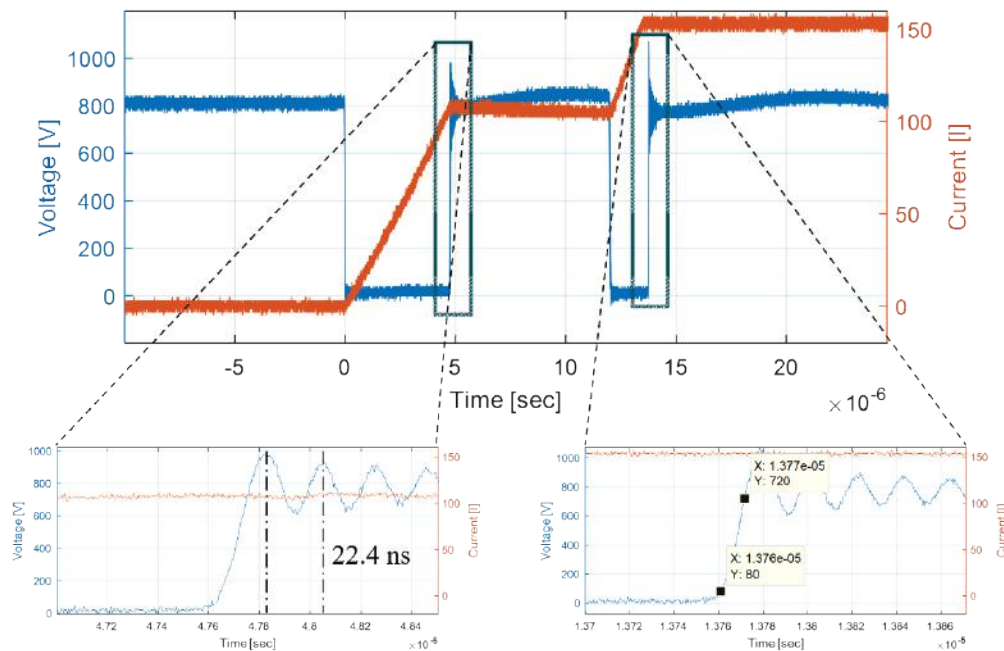 1000
800
600
400
200
0
Voltage [V]
150
100
50
0
Current [I]
-5 0 5 10 15 20
Time [sec]
×10⁻⁶
1000
800
600
400
200
0
Voltage [V]
22.4 ns
150
100
50
0
Current [I]
4.72 4.74 4.76 4.78 4.8 4.82 4.84
Time [sec]
×10⁻⁶
1000
800
600
400
200
0
Voltage [V]
X: 1.377e-05
Y: 720
X: 1.376e-05
Y: 80
150
100
50
0
Current [I]
1.37 1.372 1.374 1.376 1.378 1.38 1.382 1.384 1.386
Time [sec]
×10⁻⁵